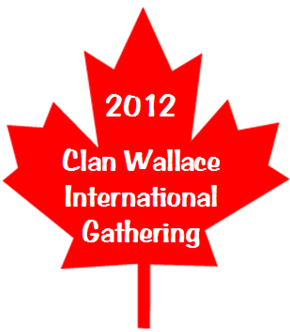 2012
Clan Wallace
International
Gathering